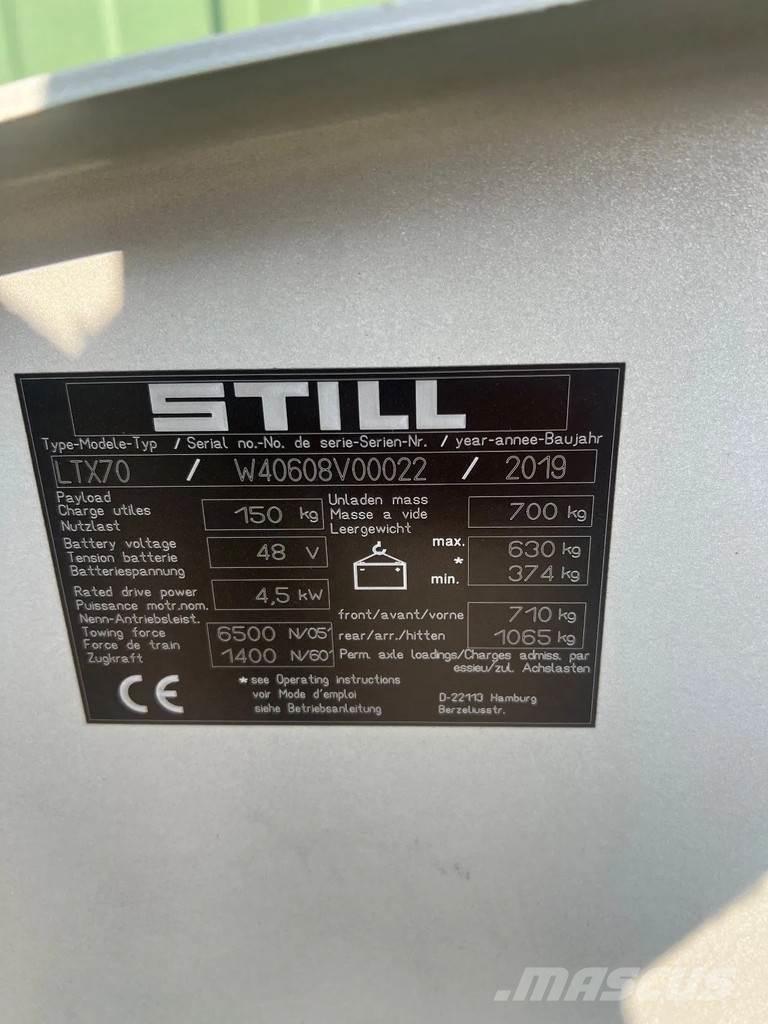 STILL
Type-Modele-Typ / Serial no.-No. de serie-Serien-Nr. / year-annee-Baujahr
LTX70 / W40608V00022 / 2019
Payload
Charge utiles
Nutzlast
150 kg
Unladen mass
Masse a vide
Leergewicht
700 kg
Battery voltage
Tension batterie
Batteriespannung
48 V
max. 630 kg
*
min. 374 kg
Rated drive power
Puissance motr.nom.
Nenn-Antriebsleist.
4,5 kW
front/avant/vorne 710 kg
rear/arr./hitten 1065 kg
Towing force
Force de train
Zugkraft
6500 N/05'
1400 N/60'
Perm. axle loadings/Charges admiss. par
essieu/zul. Achslasten
CE
* see Operating instructions
voir Mode d'emploi
siehe Betriebsanleitung
D-22113 Hamburg
Berzeliusstr.
MASCUS